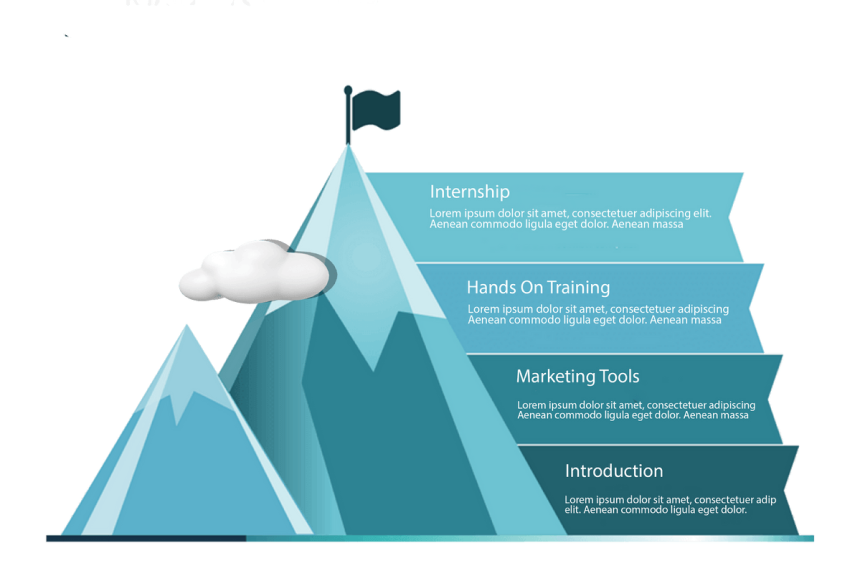 Internship
Lorem ipsum dolor sit amet, consectetuer adipiscing elit.
Aenean commodo ligula eget dolor. Aenean massa
Hands On Training
Lorem ipsum dolor sit amet, consectetuer adipiscing
Aenean commodo ligula eget dolor. Aenean massa
Marketing Tools
Lorem ipsum dolor sit amet, consectetuer adipiscing
Aenean commodo ligula eget dolor. Aenean massa
Introduction
Lorem ipsum dolor sit amet, consectetuer adip
elit. Aenean commodo ligula eget dolor.